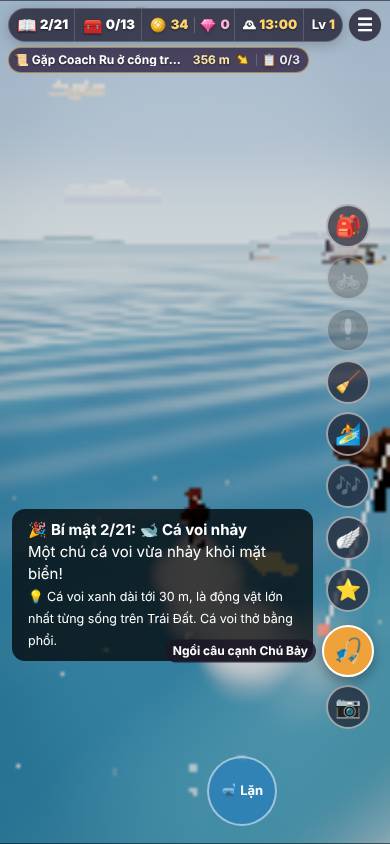 2/21 0/13 34 0 13:00 Lv 1
Gặp Coach Ru ở công tr... 356 m 0/3
Bí mật 2/21: Cá voi nhảy
Một chú cá voi vừa nhảy khỏi mặt
biển!
Cá voi xanh dài tới 30 m, là động vật lớn
nhất từng sống trên Trái Đất. Cá voi thở bằng
phổi.
Ngồi câu cạnh Chú Bảy
Lặn